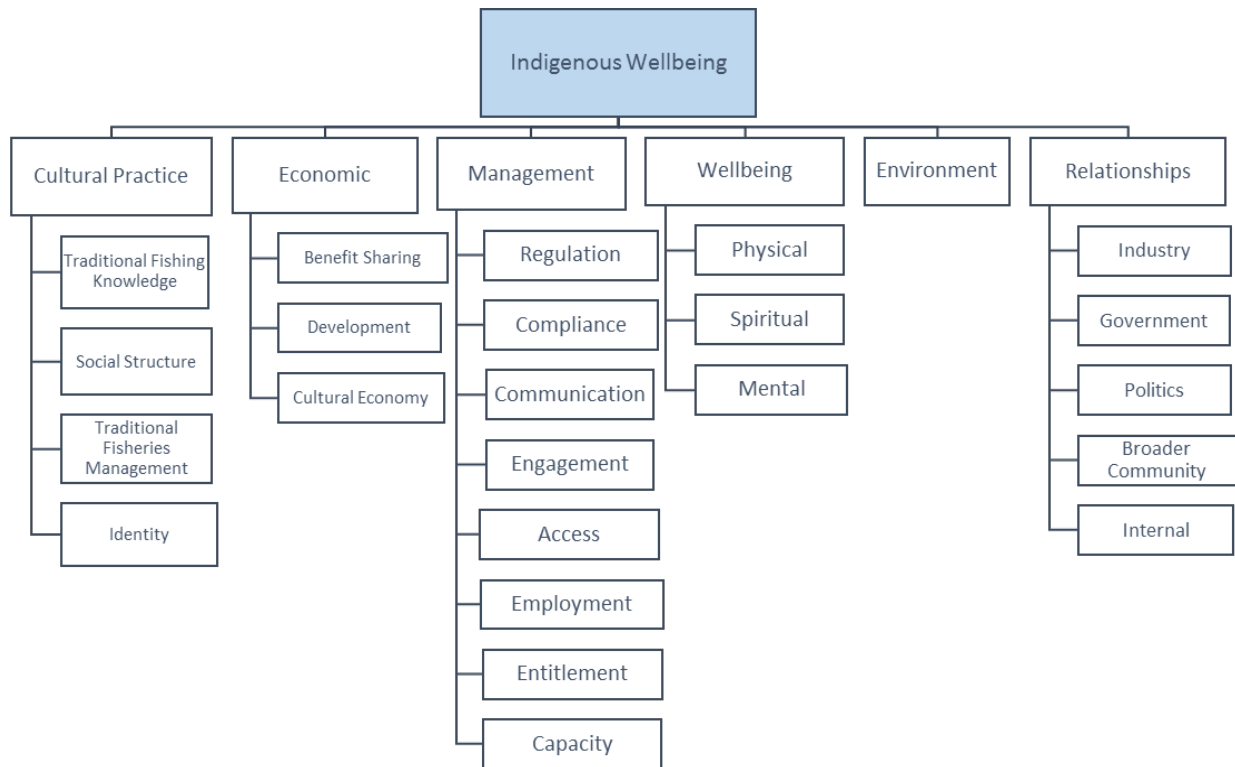 Indigenous Wellbeing
Cultural Practice
Economic
Management
Wellbeing
Environment
Relationships
Traditional Fishing
Knowledge
Social Structure
Traditional
Fisheries
Management
Identity
Benefit Sharing
Development
Cultural Economy
Regulation
Compliance
Communication
Engagement
Access
Employment
Entitlement
Capacity
Physical
Spiritual
Mental
Industry
Government
Politics
Broader
Community
Internal